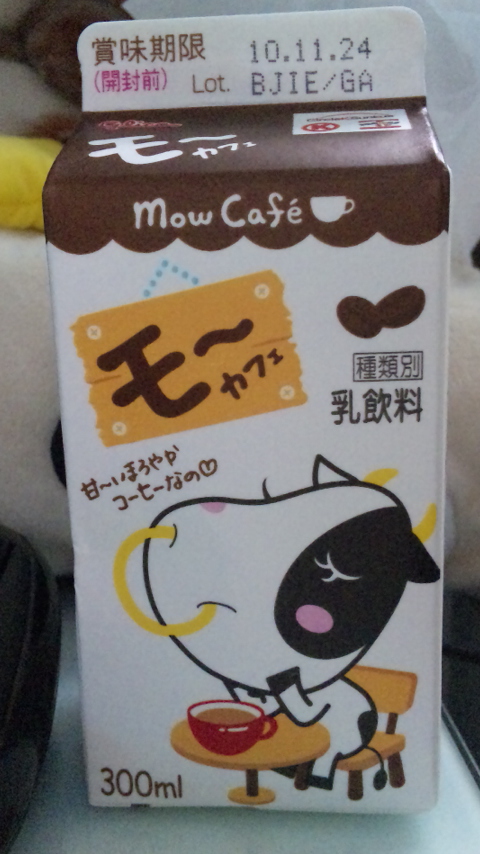 賞味期限 10.11.24
(開封前) Lot. BJIE/GA
モ〜カフェ
Mow Café
モ〜カフェ
種類別
乳飲料
甘〜いまろやか
コーヒーなの♡
300ml